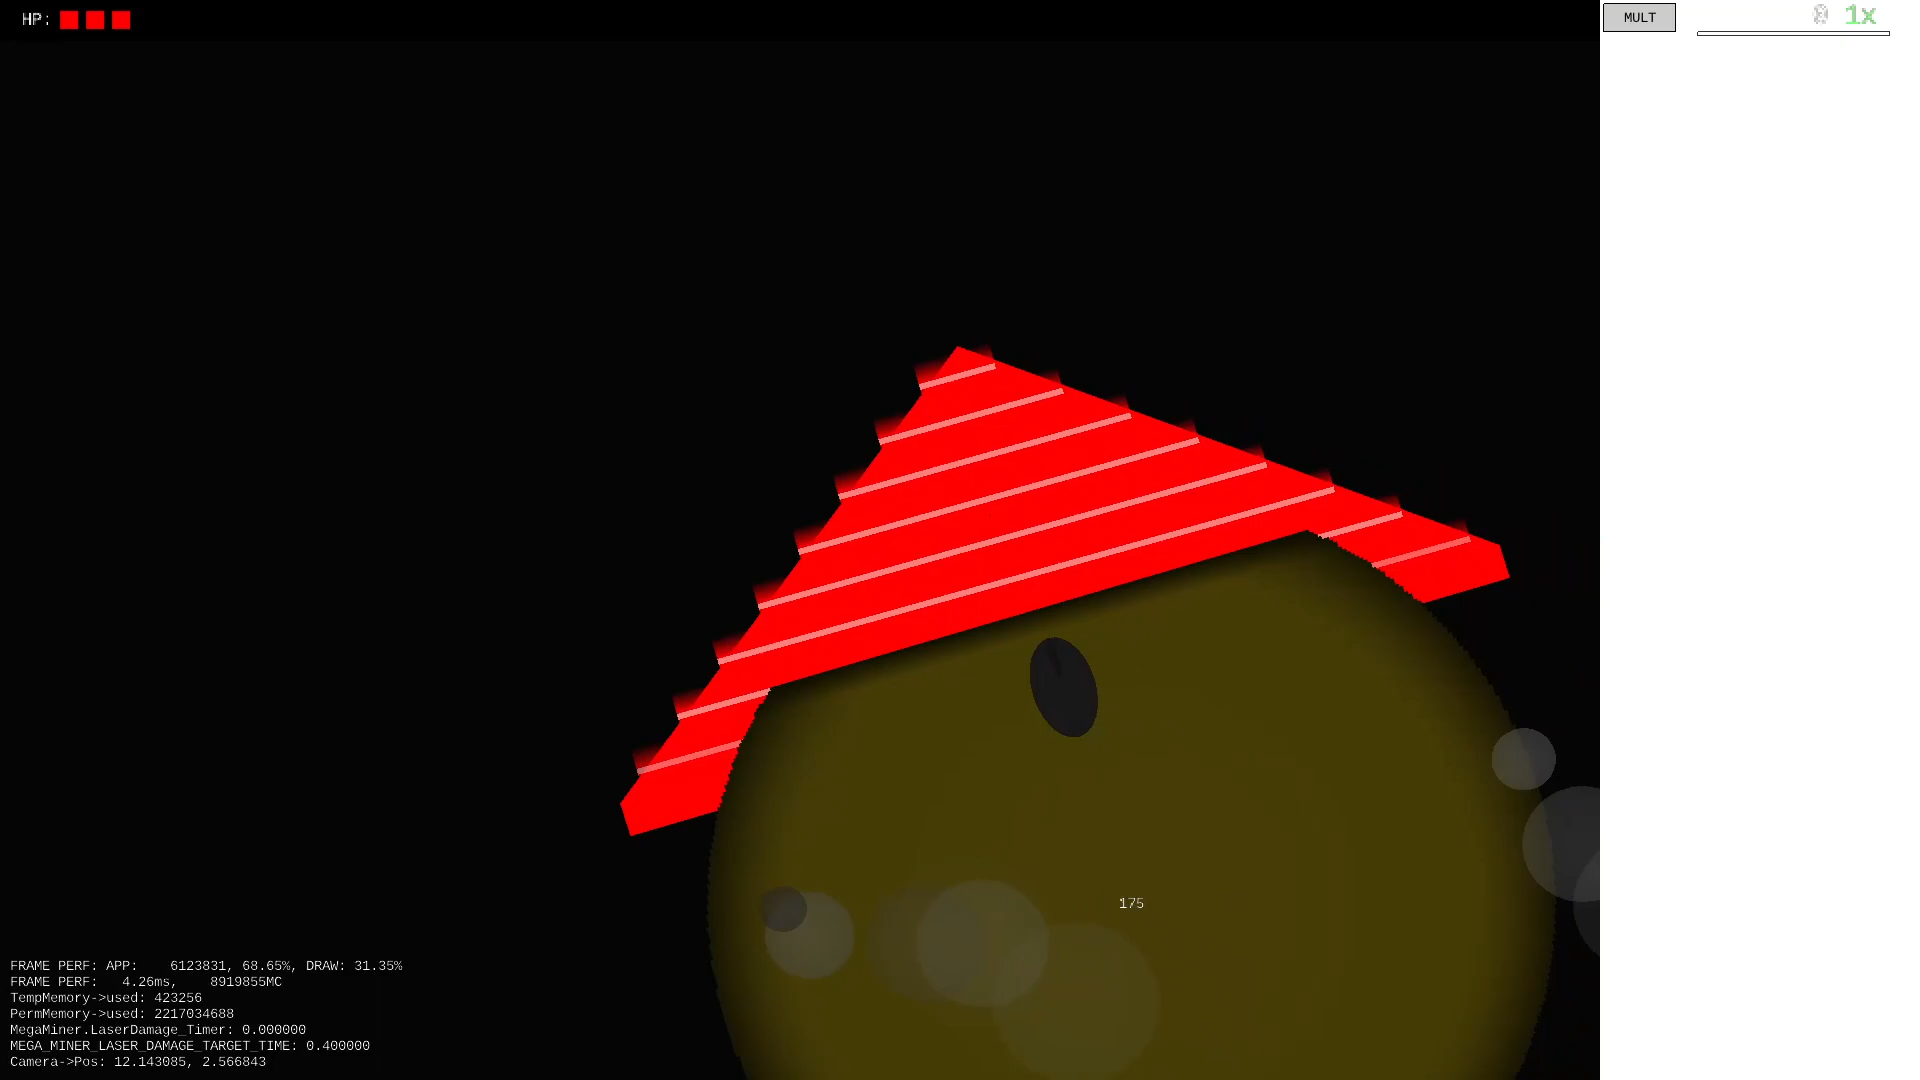 HP:
MULT
1x
175
FRAME PERF: APP:    6123831, 68.65%, DRAW: 31.35%
FRAME PERF:   4.26ms,    8919855MC
TempMemory->used: 423256
PermMemory->used: 2217034688
MegaMiner.LaserDamage_Timer: 0.000000
MEGA_MINER_LASER_DAMAGE_TARGET_TIME: 0.400000
Camera->Pos: 12.143085, 2.566843